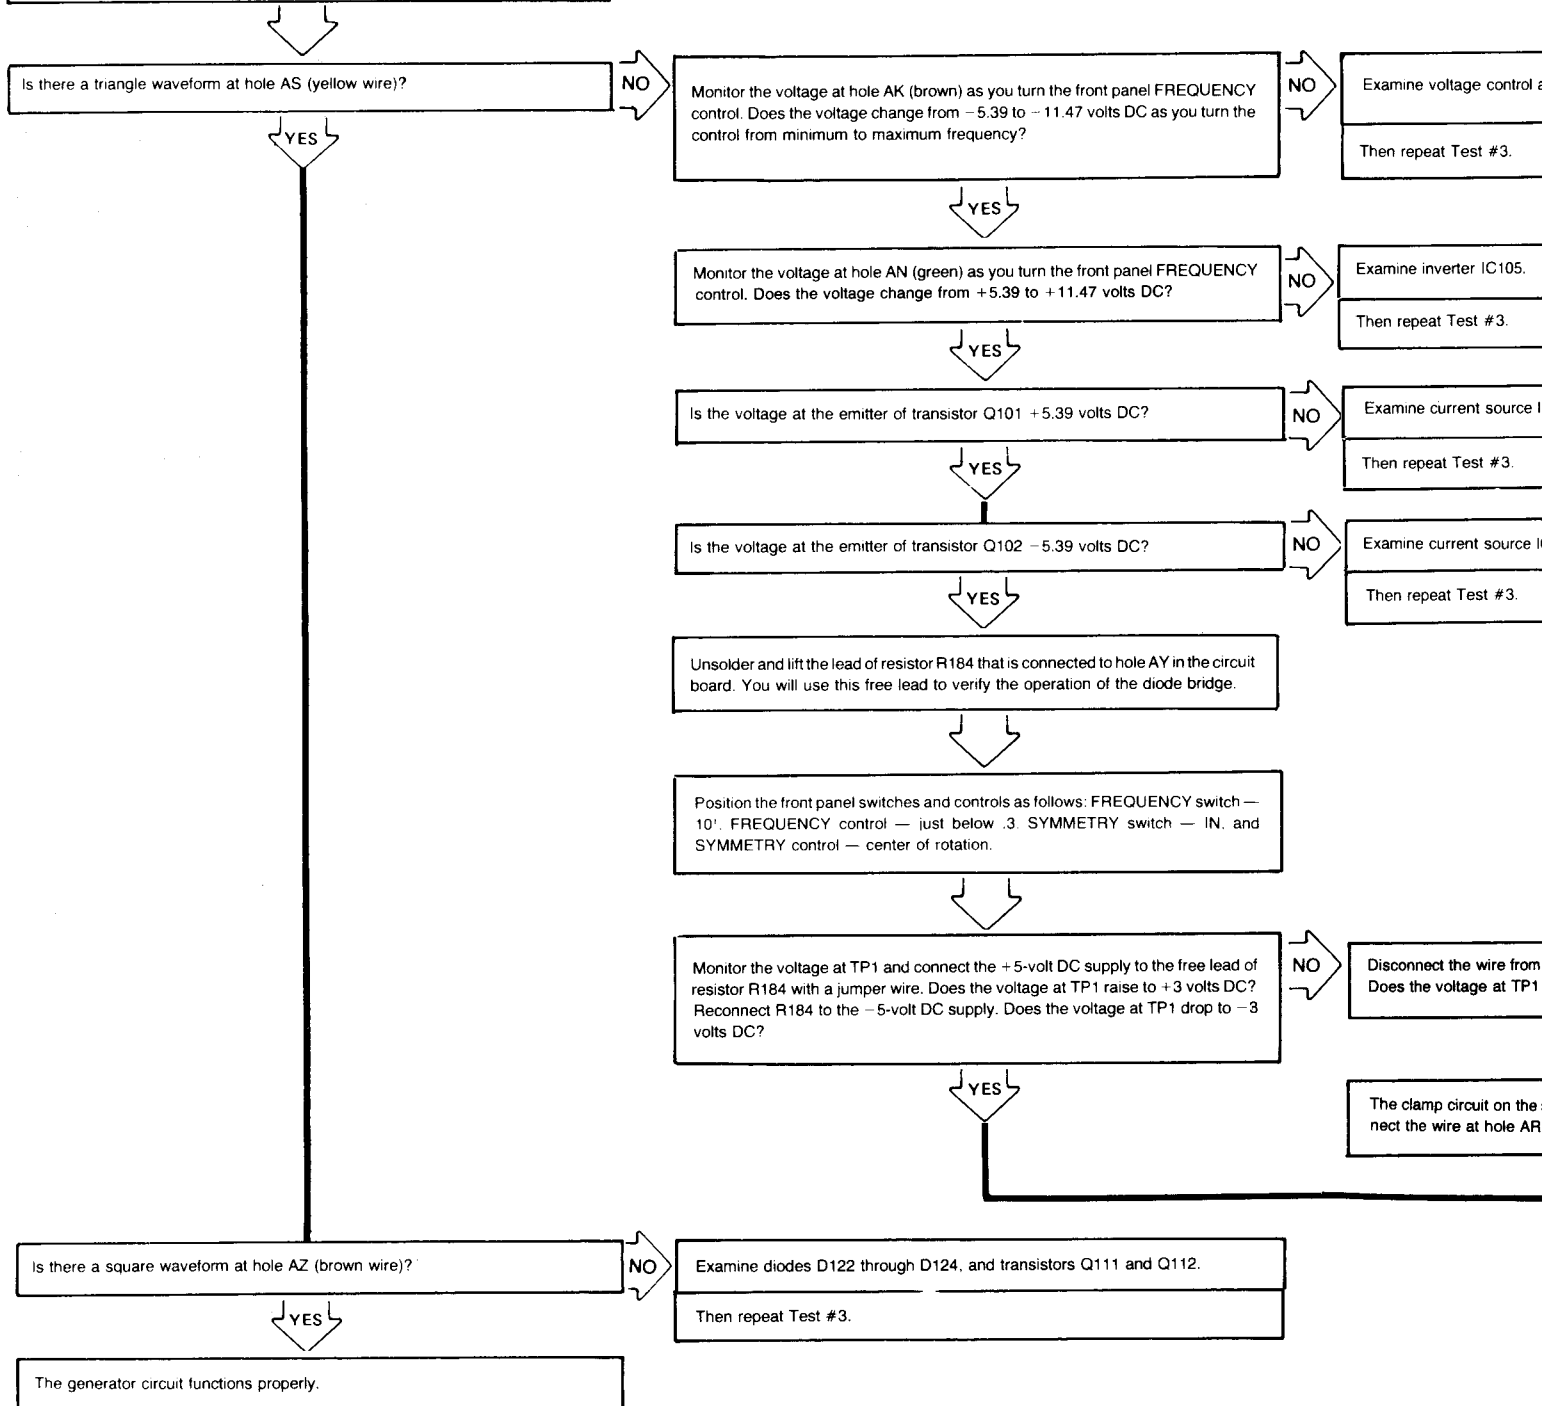 Is there a triangle waveform at hole AS (yellow wire)?
NO
Monitor the voltage at hole AK (brown) as you turn the front panel FREQUENCY
control. Does the voltage change from −5.39 to −11.47 volts DC as you turn the
control from minimum to maximum frequency?
NO
Examine voltage control
Then repeat Test #3.
YES
YES
Monitor the voltage at hole AN (green) as you turn the front panel FREQUENCY
control. Does the voltage change from +5.39 to +11.47 volts DC?
NO
Examine inverter IC105.
Then repeat Test #3.
YES
Is the voltage at the emitter of transistor Q101 +5.39 volts DC?
NO
Examine current source
Then repeat Test #3.
YES
Is the voltage at the emitter of transistor Q102 −5.39 volts DC?
NO
Examine current source
Then repeat Test #3.
YES
Unsolder and lift the lead of resistor R184 that is connected to hole AY in the circuit
board. You will use this free lead to verify the operation of the diode bridge.
Position the front panel switches and controls as follows: FREQUENCY switch —
10'. FREQUENCY control — just below .3. SYMMETRY switch — IN. and
SYMMETRY control — center of rotation.
Monitor the voltage at TP1 and connect the +5-volt DC supply to the free lead of
resistor R184 with a jumper wire. Does the voltage at TP1 raise to +3 volts DC?
Reconnect R184 to the −5-volt DC supply. Does the voltage at TP1 drop to −3
volts DC?
NO
Disconnect the wire from
Does the voltage at TP1
YES
The clamp circuit on the
nect the wire at hole AR
Is there a square waveform at hole AZ (brown wire)?
NO
Examine diodes D122 through D124, and transistors Q111 and Q112.
Then repeat Test #3.
YES
The generator circuit functions properly.